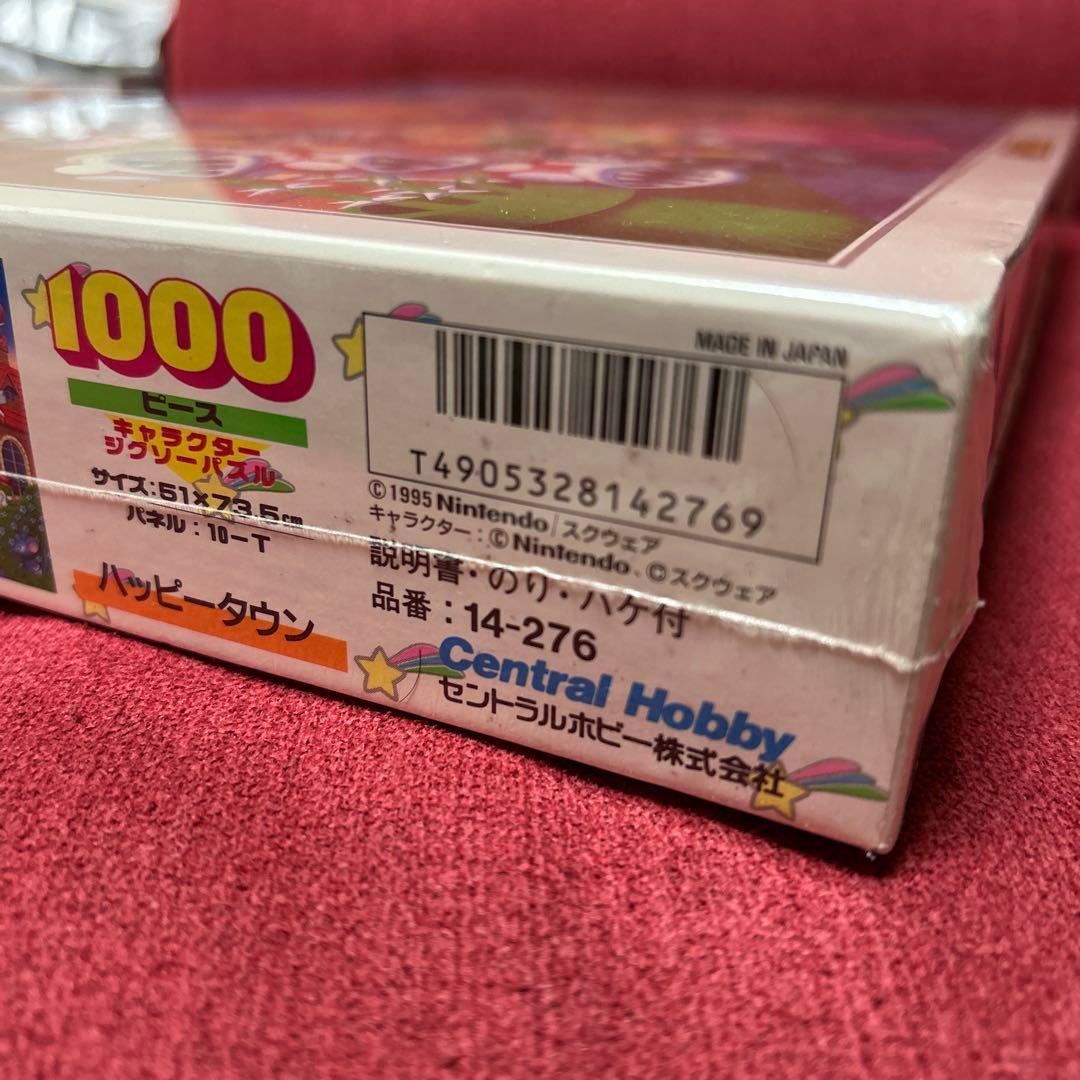 1000
ピース
キャラクター
ジグソーパズル
サイズ:51×73.5cm
パネル:10-T
ハッピータウン
MADE IN JAPAN
T4905328142769
©1995 Nintendo/スクウェア
キャラクター:©Nintendo、©スクウェア
説明書・のり・ハケ付
品番:14-276
Central Hobby
セントラルホビー株式会社